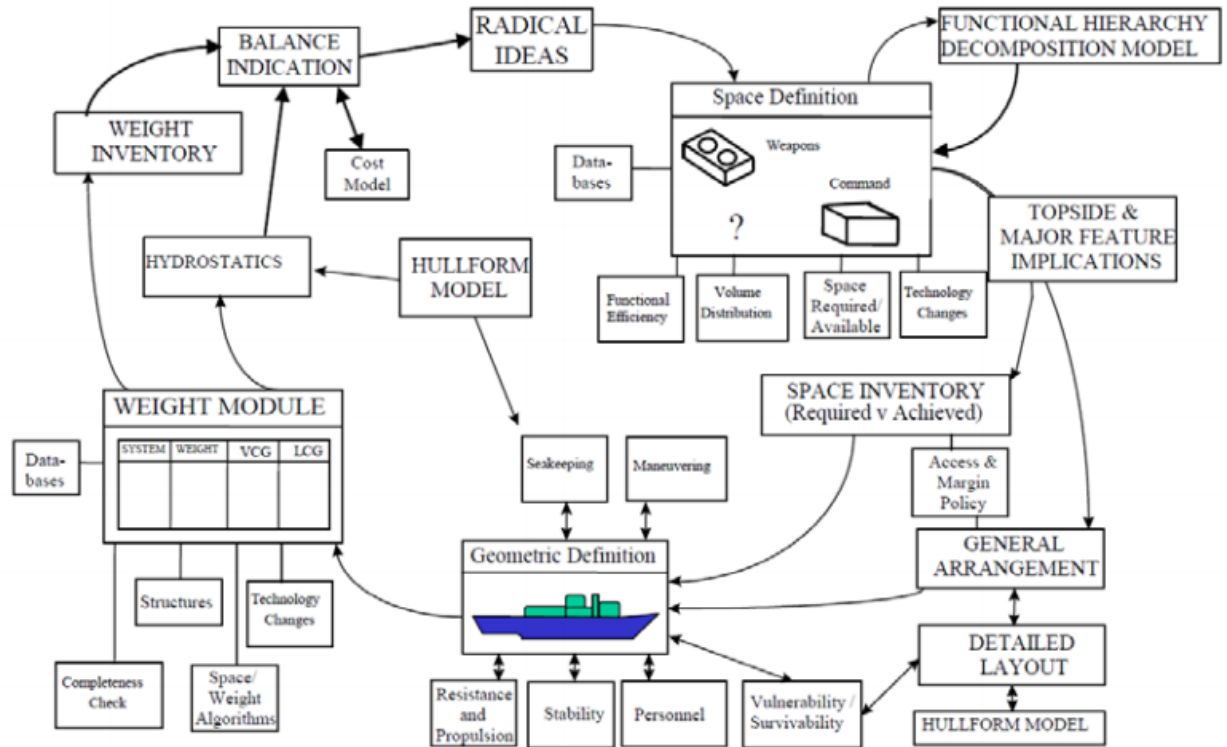 BALANCE
INDICATION
RADICAL
IDEAS
FUNCTIONAL HIERARCHY
DECOMPOSITION MODEL
WEIGHT
INVENTORY
Cost
Model
Space Definition
Weapons
Command
?
Data-
bases
TOPSIDE &
MAJOR FEATURE
IMPLICATIONS
HYDROSTATICS
HULLFORM
MODEL
Functional
Efficiency
Volume
Distribution
Space
Required/
Available
Technology
Changes
WEIGHT MODULE
SYSTEM WEIGHT VCG LCG
Data-
bases
SPACE INVENTORY
(Required v Achieved)
Seakeeping
Maneuvering
Access &
Margin
Policy
Geometric Definition
GENERAL
ARRANGEMENT
Structures
Technology
Changes
Completeness
Check
Space/
Weight
Algorithms
DETAILED
LAYOUT
Resistance
and
Propulsion
Stability
Personnel
Vulnerability /
Survivability
HULLFORM MODEL